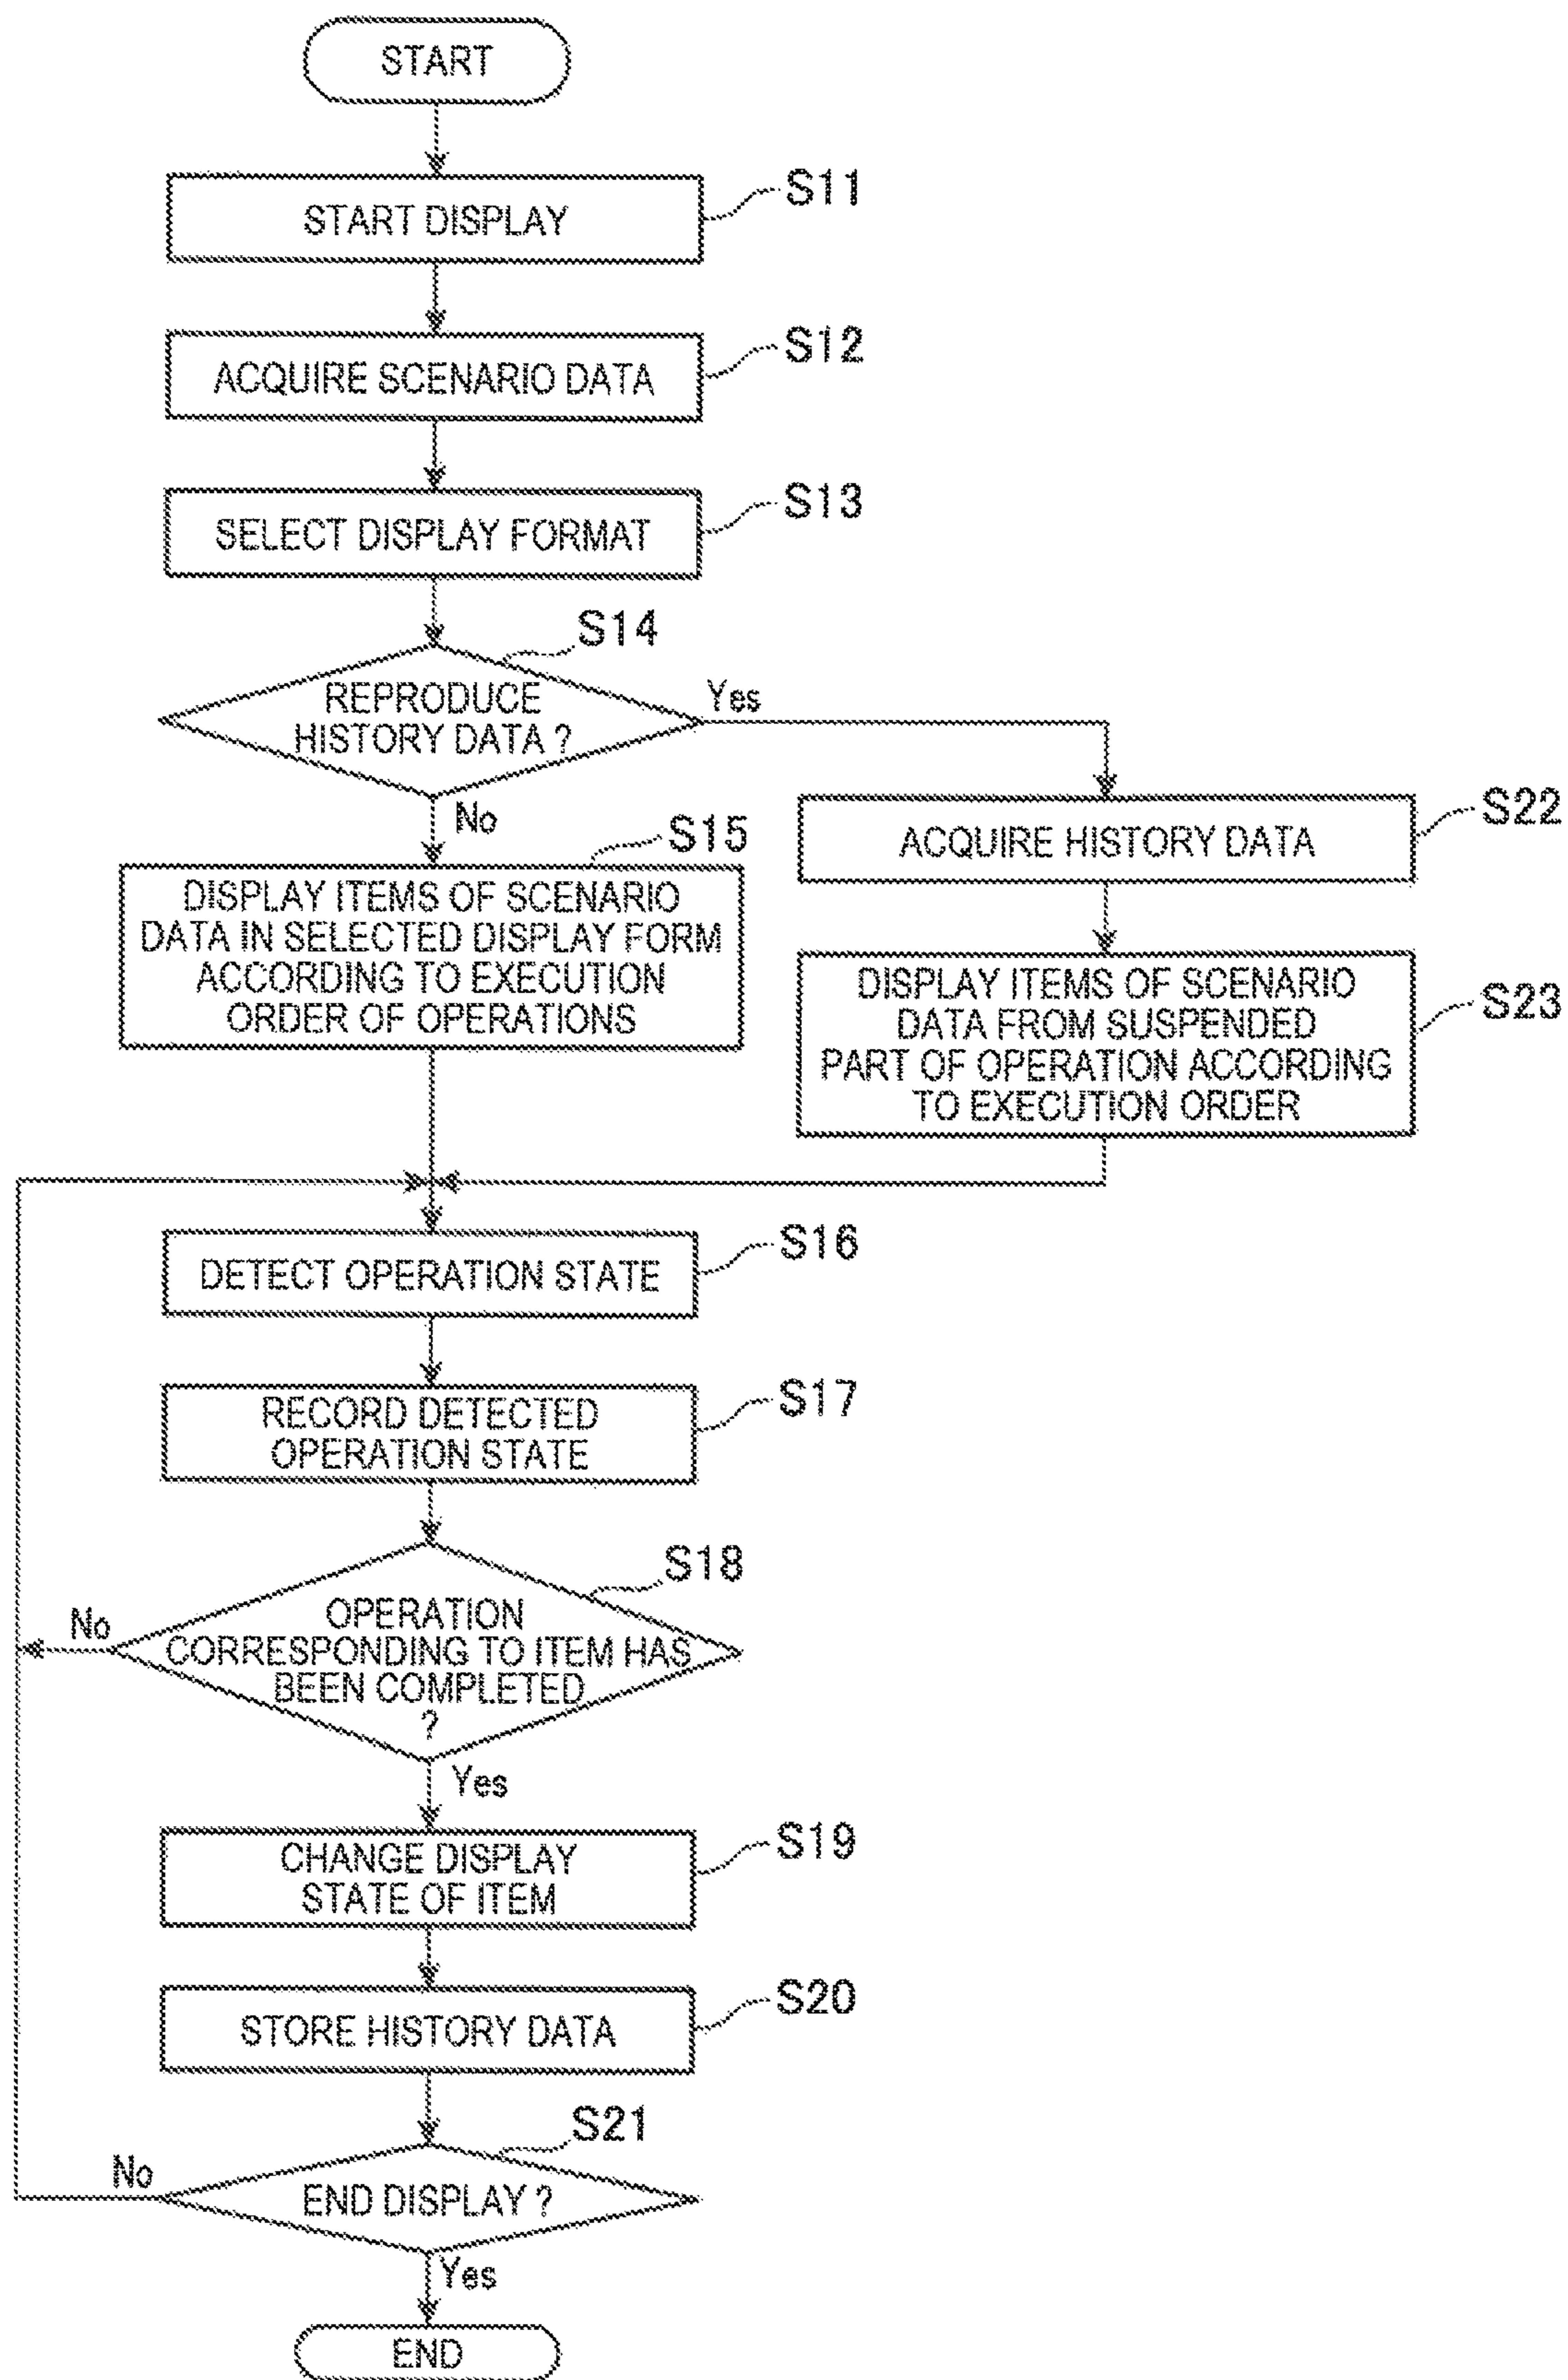 START
START DISPLAY
S11
ACQUIRE SCENARIO DATA
S12
SELECT DISPLAY FORMAT
S13
S14
REPRODUCE
HISTORY DATA ?
Yes
No
S15
DISPLAY ITEMS OF SCENARIO
DATA IN SELECTED DISPLAY FORM
ACCORDING TO EXECUTION
ORDER OF OPERATIONS
ACQUIRE HISTORY DATA
S22
DISPLAY ITEMS OF SCENARIO
DATA FROM SUSPENDED
PART OF OPERATION ACCORDING
TO EXECUTION ORDER
S23
DETECT OPERATION STATE
S16
RECORD DETECTED
OPERATION STATE
S17
S18
No
OPERATION
CORRESPONDING TO ITEM HAS
BEEN COMPLETED
?
Yes
CHANGE DISPLAY
STATE OF ITEM
S19
STORE HISTORY DATA
S20
S21
No
END DISPLAY ?
Yes
END